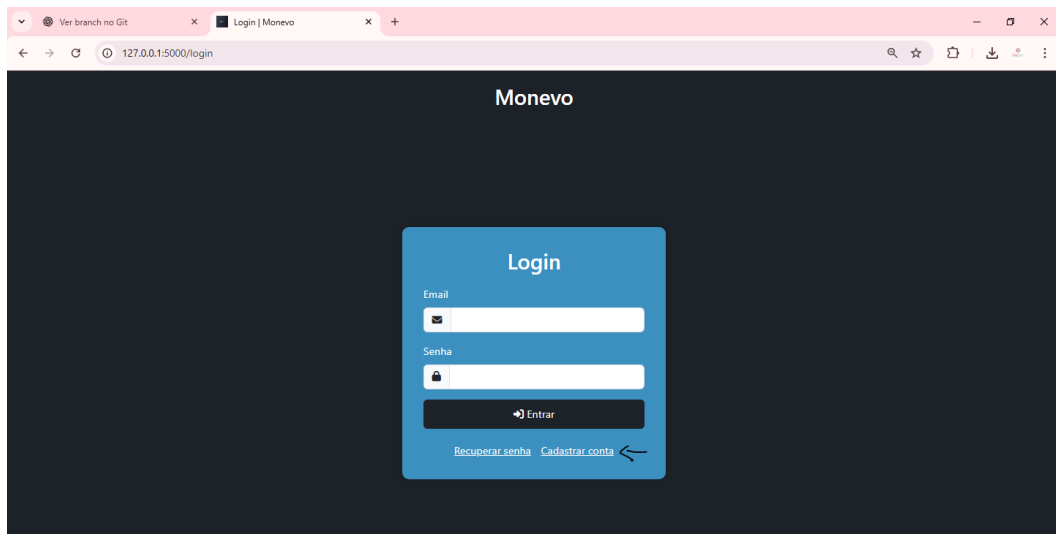 Ver branch no Git
Login | Monevo
127.0.0.1:5000/login
Monevo
Login
Email
Senha
Entrar
Recuperar senha Cadastrar conta